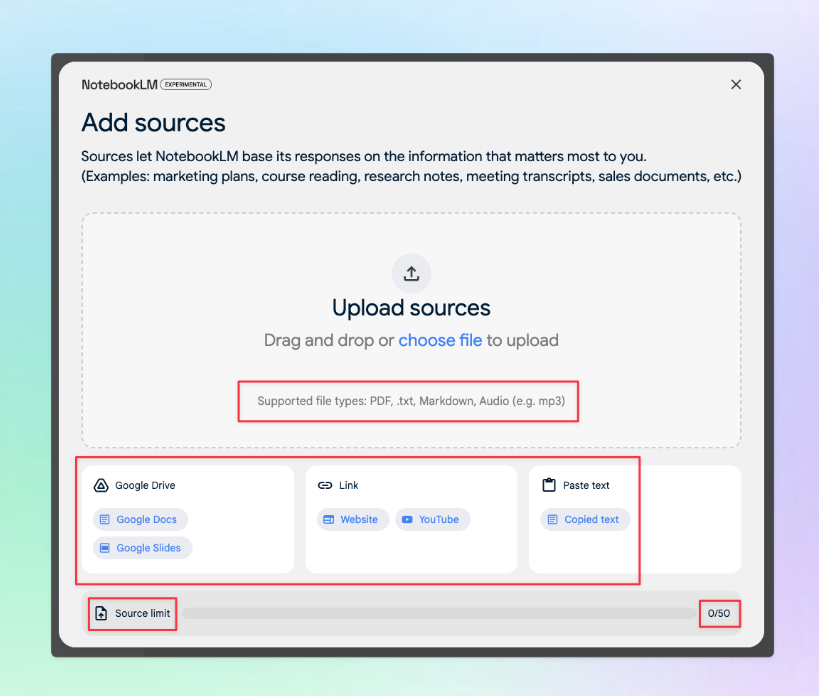 NotebookLM EXPERIMENTAL
Add sources
Sources let NotebookLM base its responses on the information that matters most to you.
(Examples: marketing plans, course reading, research notes, meeting transcripts, sales documents, etc.)
Upload sources
Drag and drop or choose file to upload
Supported file types: PDF, .txt, Markdown, Audio (e.g. mp3)
Google Drive
Google Docs
Google Slides
Link
Website YouTube
Paste text
Copied text
Source limit 0/50